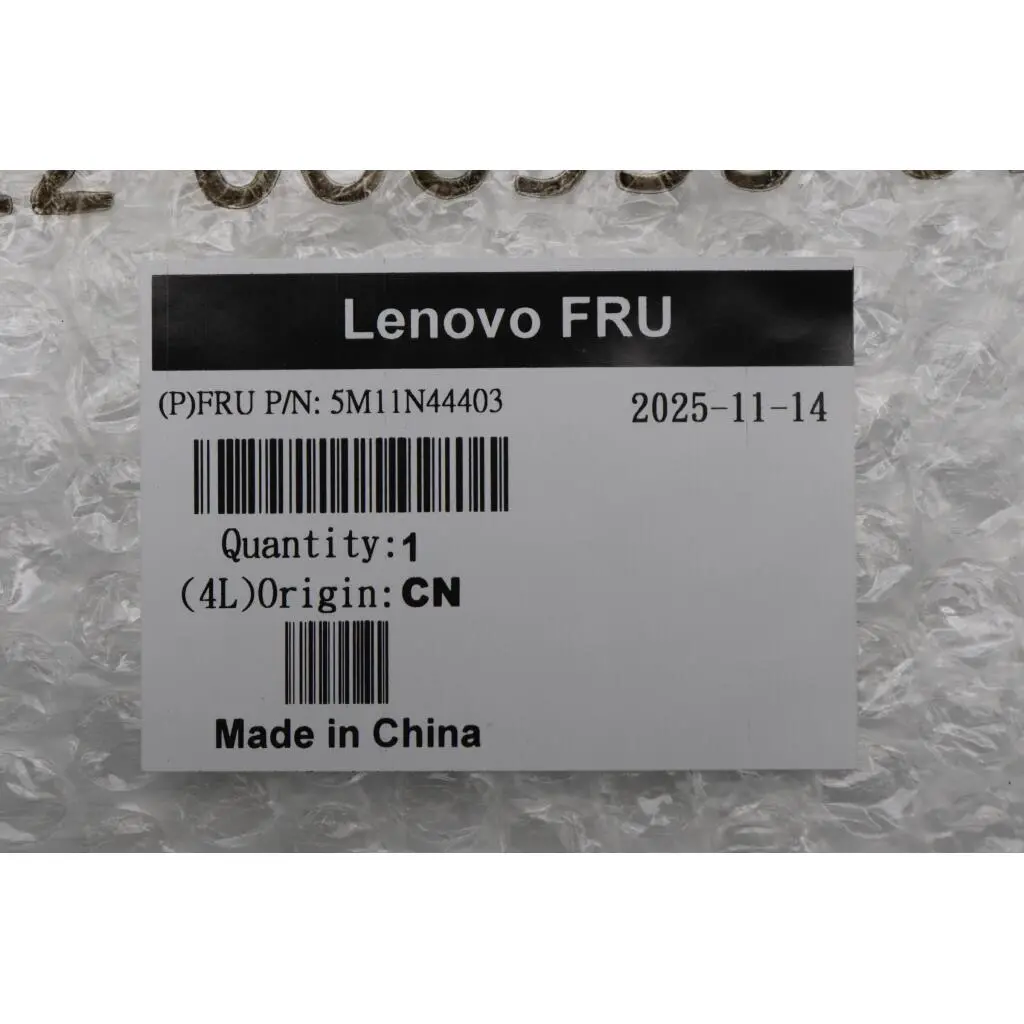 Lenovo FRU
(P)FRU P/N: 5M11N44403
2025-11-14
Quantity:1
(4L)Origin:CN
Made in China